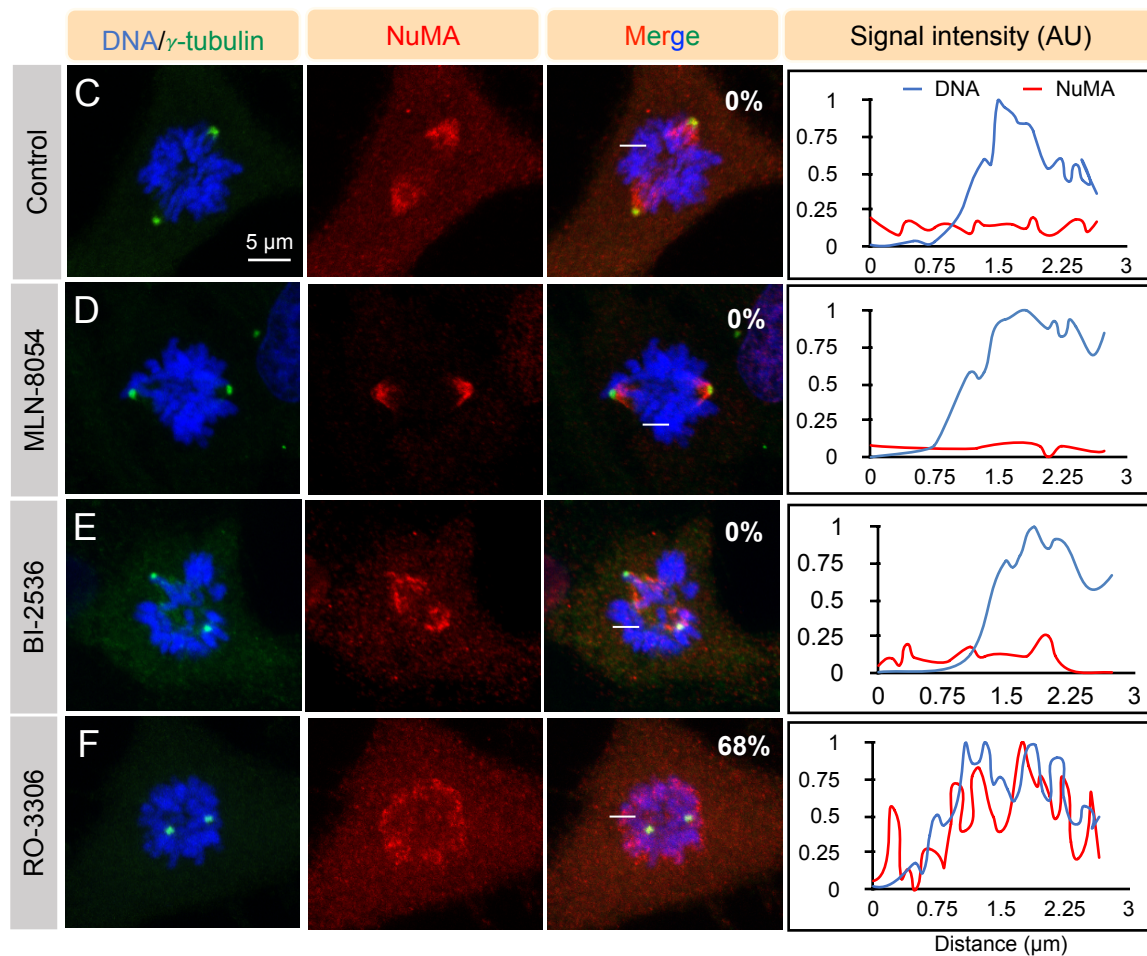 DNA/γ-tubulin NuMA Merge Signal intensity (AU)
Control
C
5 μm
0%
DNA NuMA
1
0.75
0.5
0.25
0
0 0.75 1.5 2.25 3
MLN-8054
D
0%
1
0.75
0.5
0.25
0
0 0.75 1.5 2.25 3
BI-2536
E
0%
1
0.75
0.5
0.25
0
0 0.75 1.5 2.25 3
RO-3306
F
68%
1
0.75
0.5
0.25
0
0 0.75 1.5 2.25 3
Distance (μm)